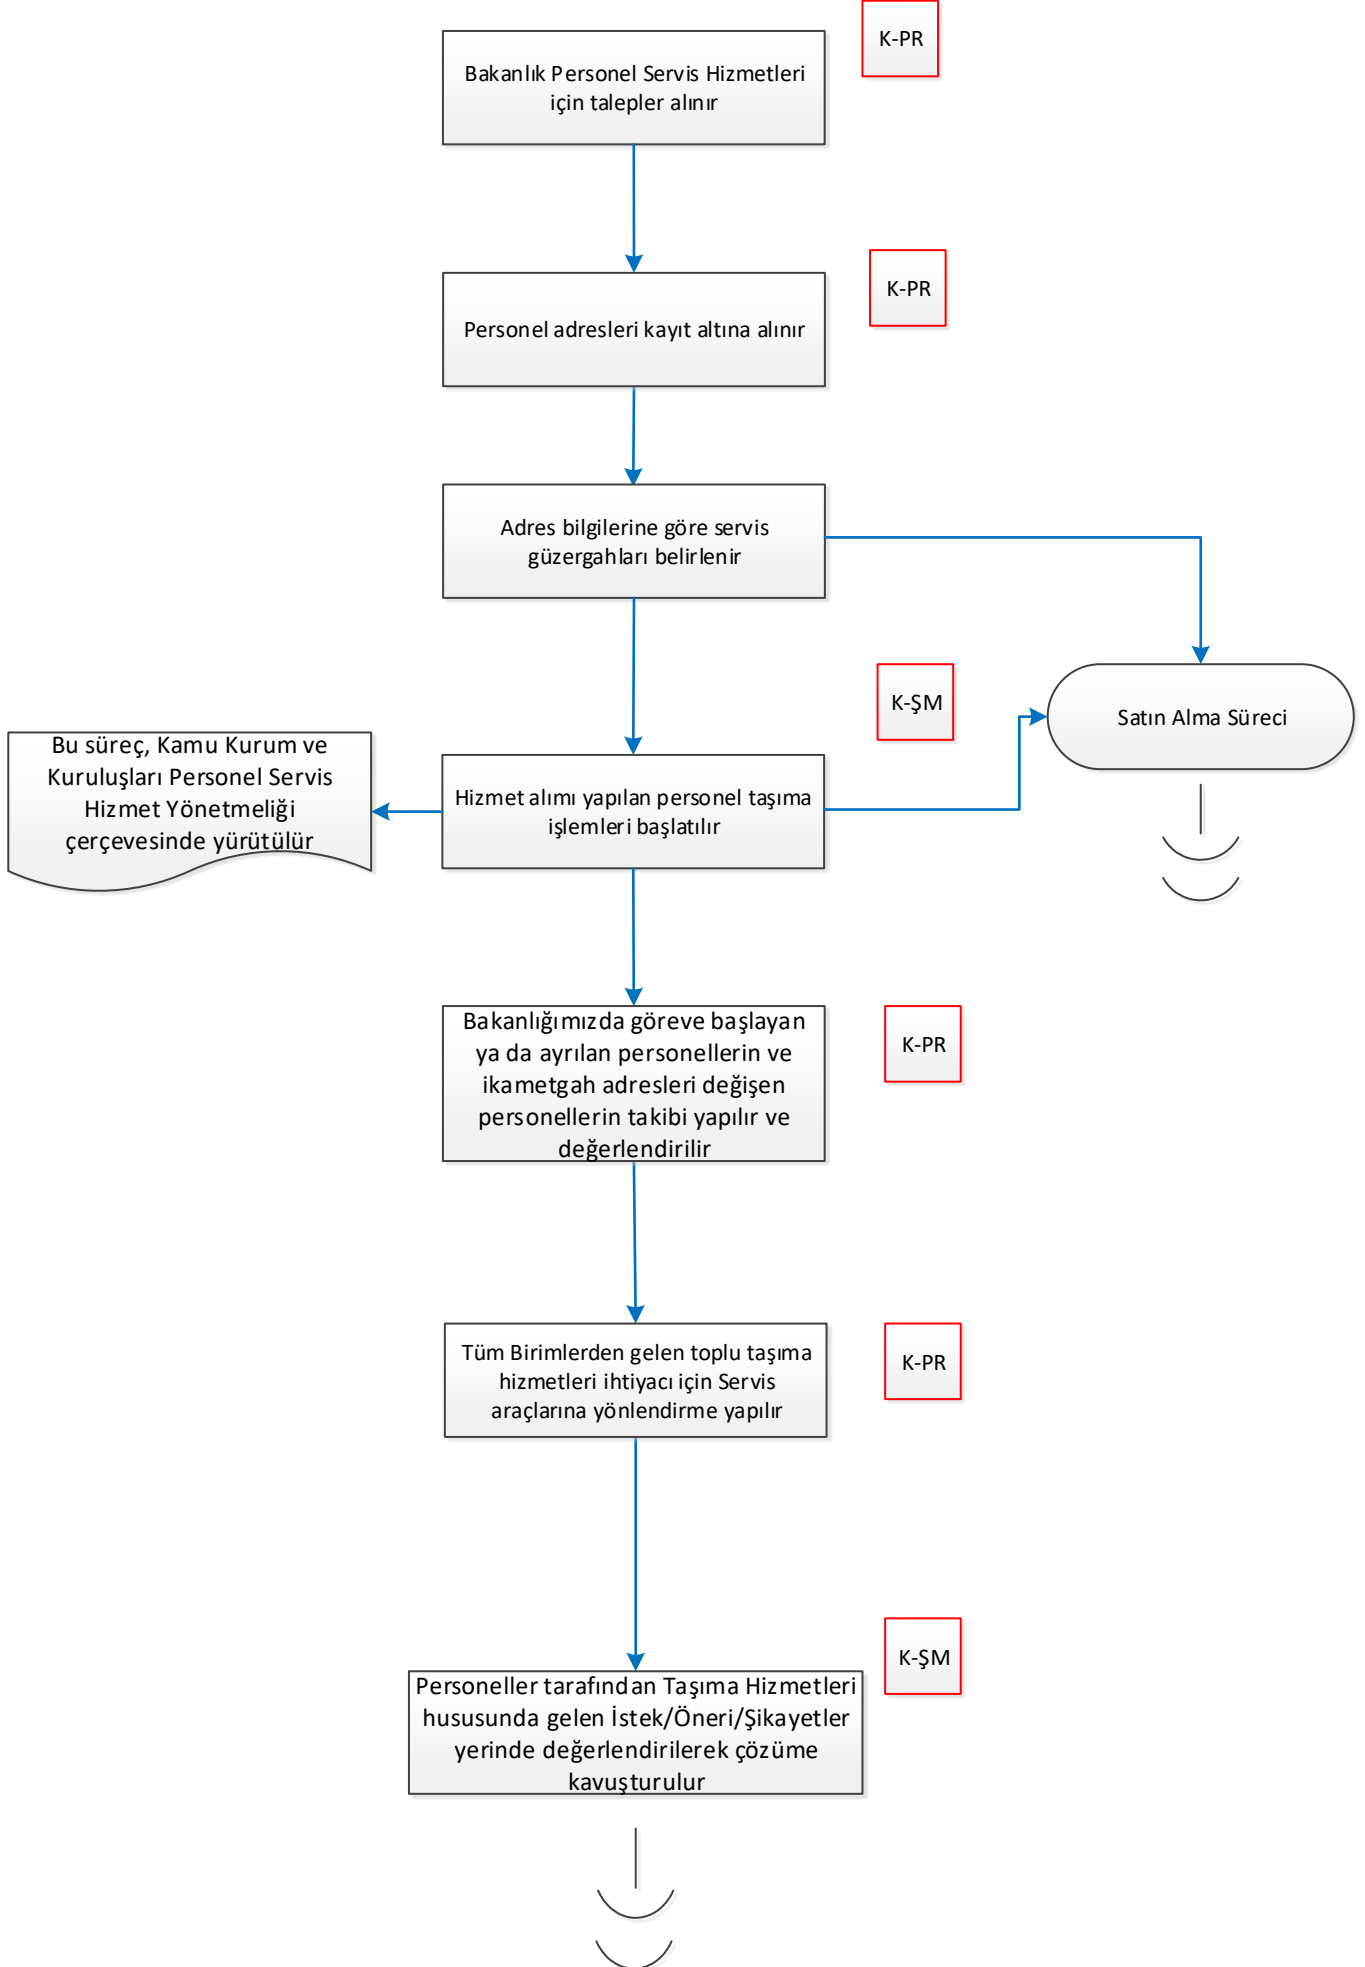 K-PR
Bakanlık Personel Servis Hizmetleri
için talepler alınır
K-PR
Personel adresleri kayıt altına alınır
Adres bilgilerine göre servis
güzergahları belirlenir
K-ŞM
Satın Alma Süreci
Bu süreç, Kamu Kurum ve
Kuruluşları Personel Servis
Hizmet Yönetmeliği
çerçevesinde yürütülür
Hizmet alımı yapılan personel taşıma
işlemleri başlatılır
Bakanlığımızda göreve başlayan
ya da ayrılan personellerin ve
ikametgah adresleri değişen
personellerin takibi yapılır ve
değerlendirilir
K-PR
Tüm Birimlerden gelen toplu taşıma
hizmetleri ihtiyacı için Servis
araçlarına yönlendirme yapılır
K-PR
K-ŞM
Personeller tarafından Taşıma Hizmetleri
hususunda gelen İstek/Öneri/Şikayetler
yerinde değerlendirilerek çözüme
kavuşturulur